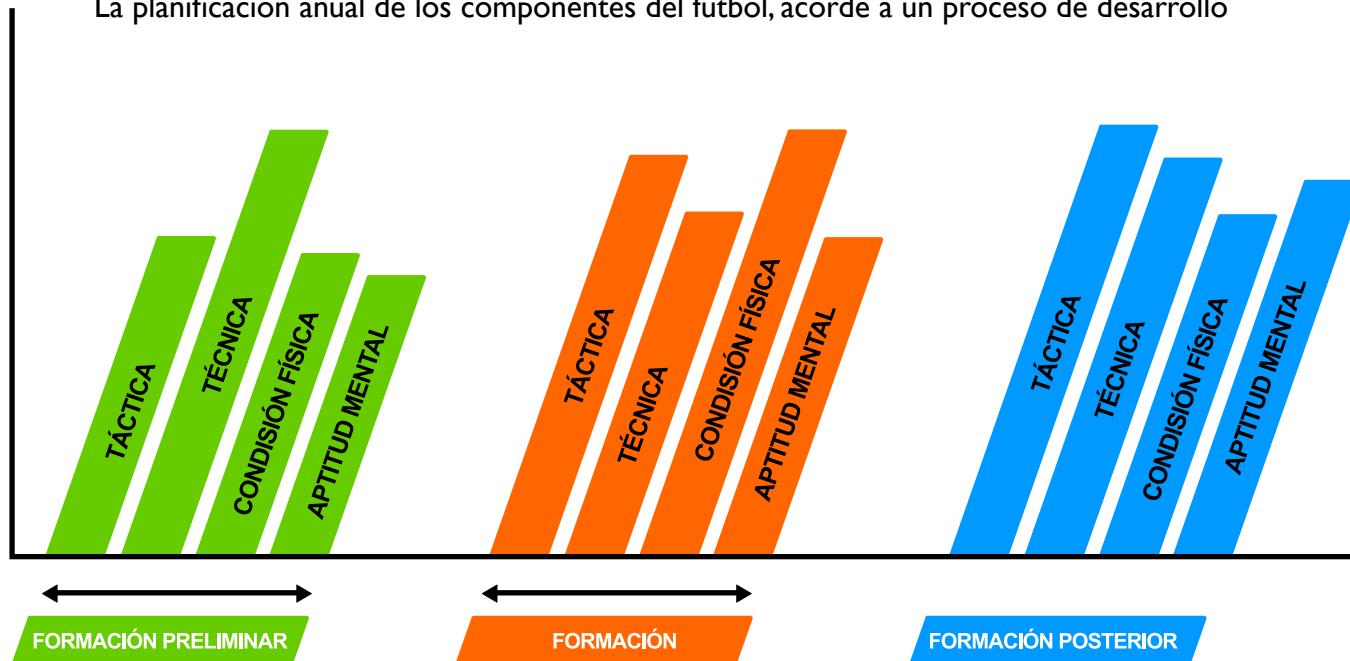 La planificación anual de los componentes del futbol, acorde a un proceso de desarrollo
TÁCTICA
TÉCNICA
CONDISIÓN FÍSICA
APTITUD MENTAL
TÁCTICA
TÉCNICA
CONDISIÓN FÍSICA
APTITUD MENTAL
TÁCTICA
TÉCNICA
CONDISIÓN FÍSICA
APTITUD MENTAL
FORMACIÓN PRELIMINAR
FORMACIÓN
FORMACIÓN POSTERIOR